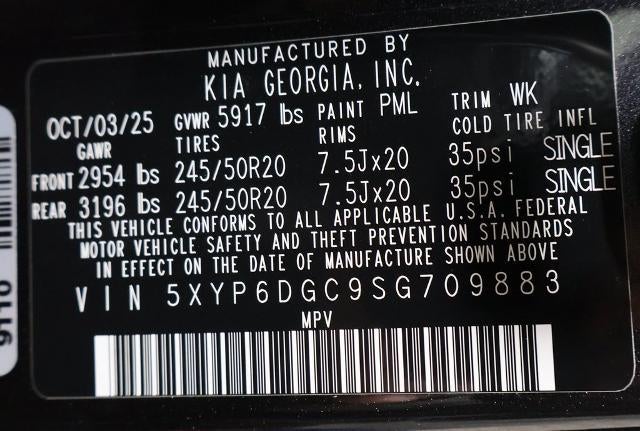 MANUFACTURED BY
KIA GEORGIA, INC.
OCT/03/25 GVWR 5917 lbs PAINT PML TRIM WK
GAWR TIRES RIMS COLD TIRE INFL
FRONT 2954 lbs 245/50R20 7.5Jx20 35psi SINGLE
REAR 3196 lbs 245/50R20 7.5Jx20 35psi SINGLE
THIS VEHICLE CONFORMS TO ALL APPLICABLE U.S.A. FEDERAL
MOTOR VEHICLE SAFETY AND THEFT PREVENTION STANDARDS
IN EFFECT ON THE DATE OF MANUFACTURE SHOWN ABOVE
VIN 5XYP6DGC9SG709883
MPV
9110